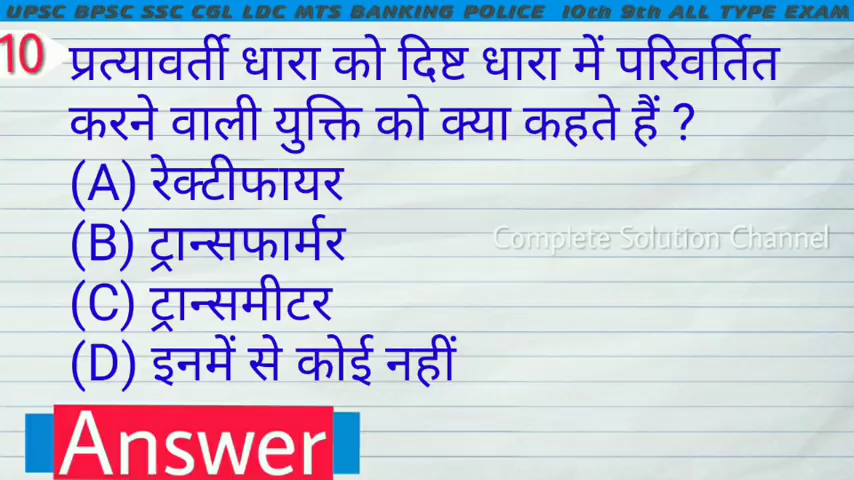 UPSC BPSC SSC CGL LDC MTS BANKING POLICE 10th 9th ALL TYPE EXAM
10 प्रत्यावर्ती धारा को दिष्ट धारा में परिवर्तित
करने वाली युक्ति को क्या कहते हैं ?
(A) रेक्टीफायर
(B) ट्रान्सफार्मर
Complete Solution Channel
(C) ट्रान्समीटर
(D) इनमें से कोई नहीं
Answer